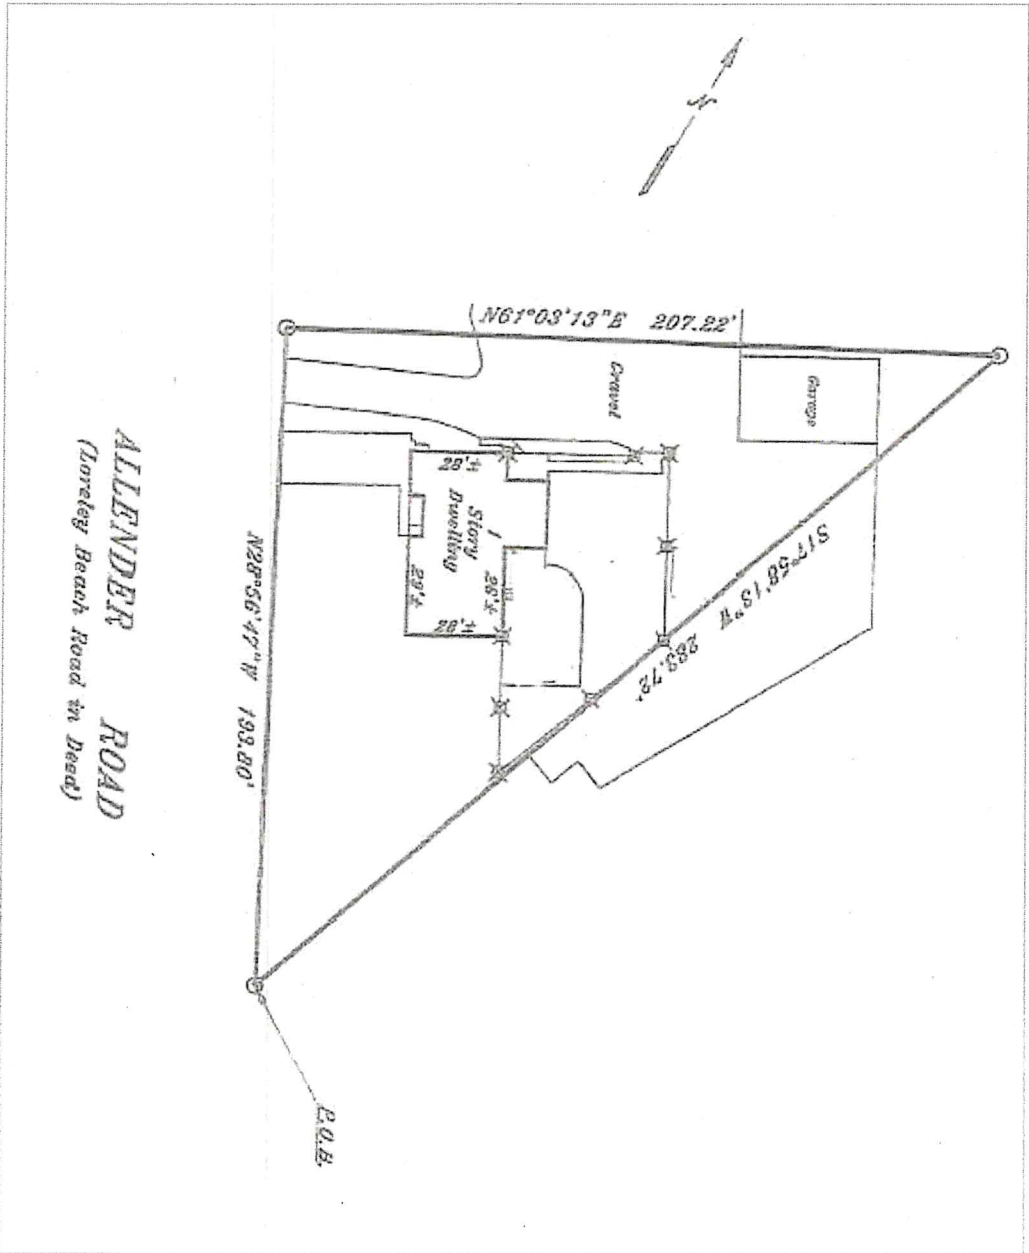 N
N61°03'13"E 207.22'
Gravel
Garage
28'±
1
Story
Dwelling
29'±
28'±
28'±
S17°58'13"W 283.72'
N28°56'47"W 193.80'
ALLENDER ROAD
(Loreley Beach Road in Deed)
P.O.B.